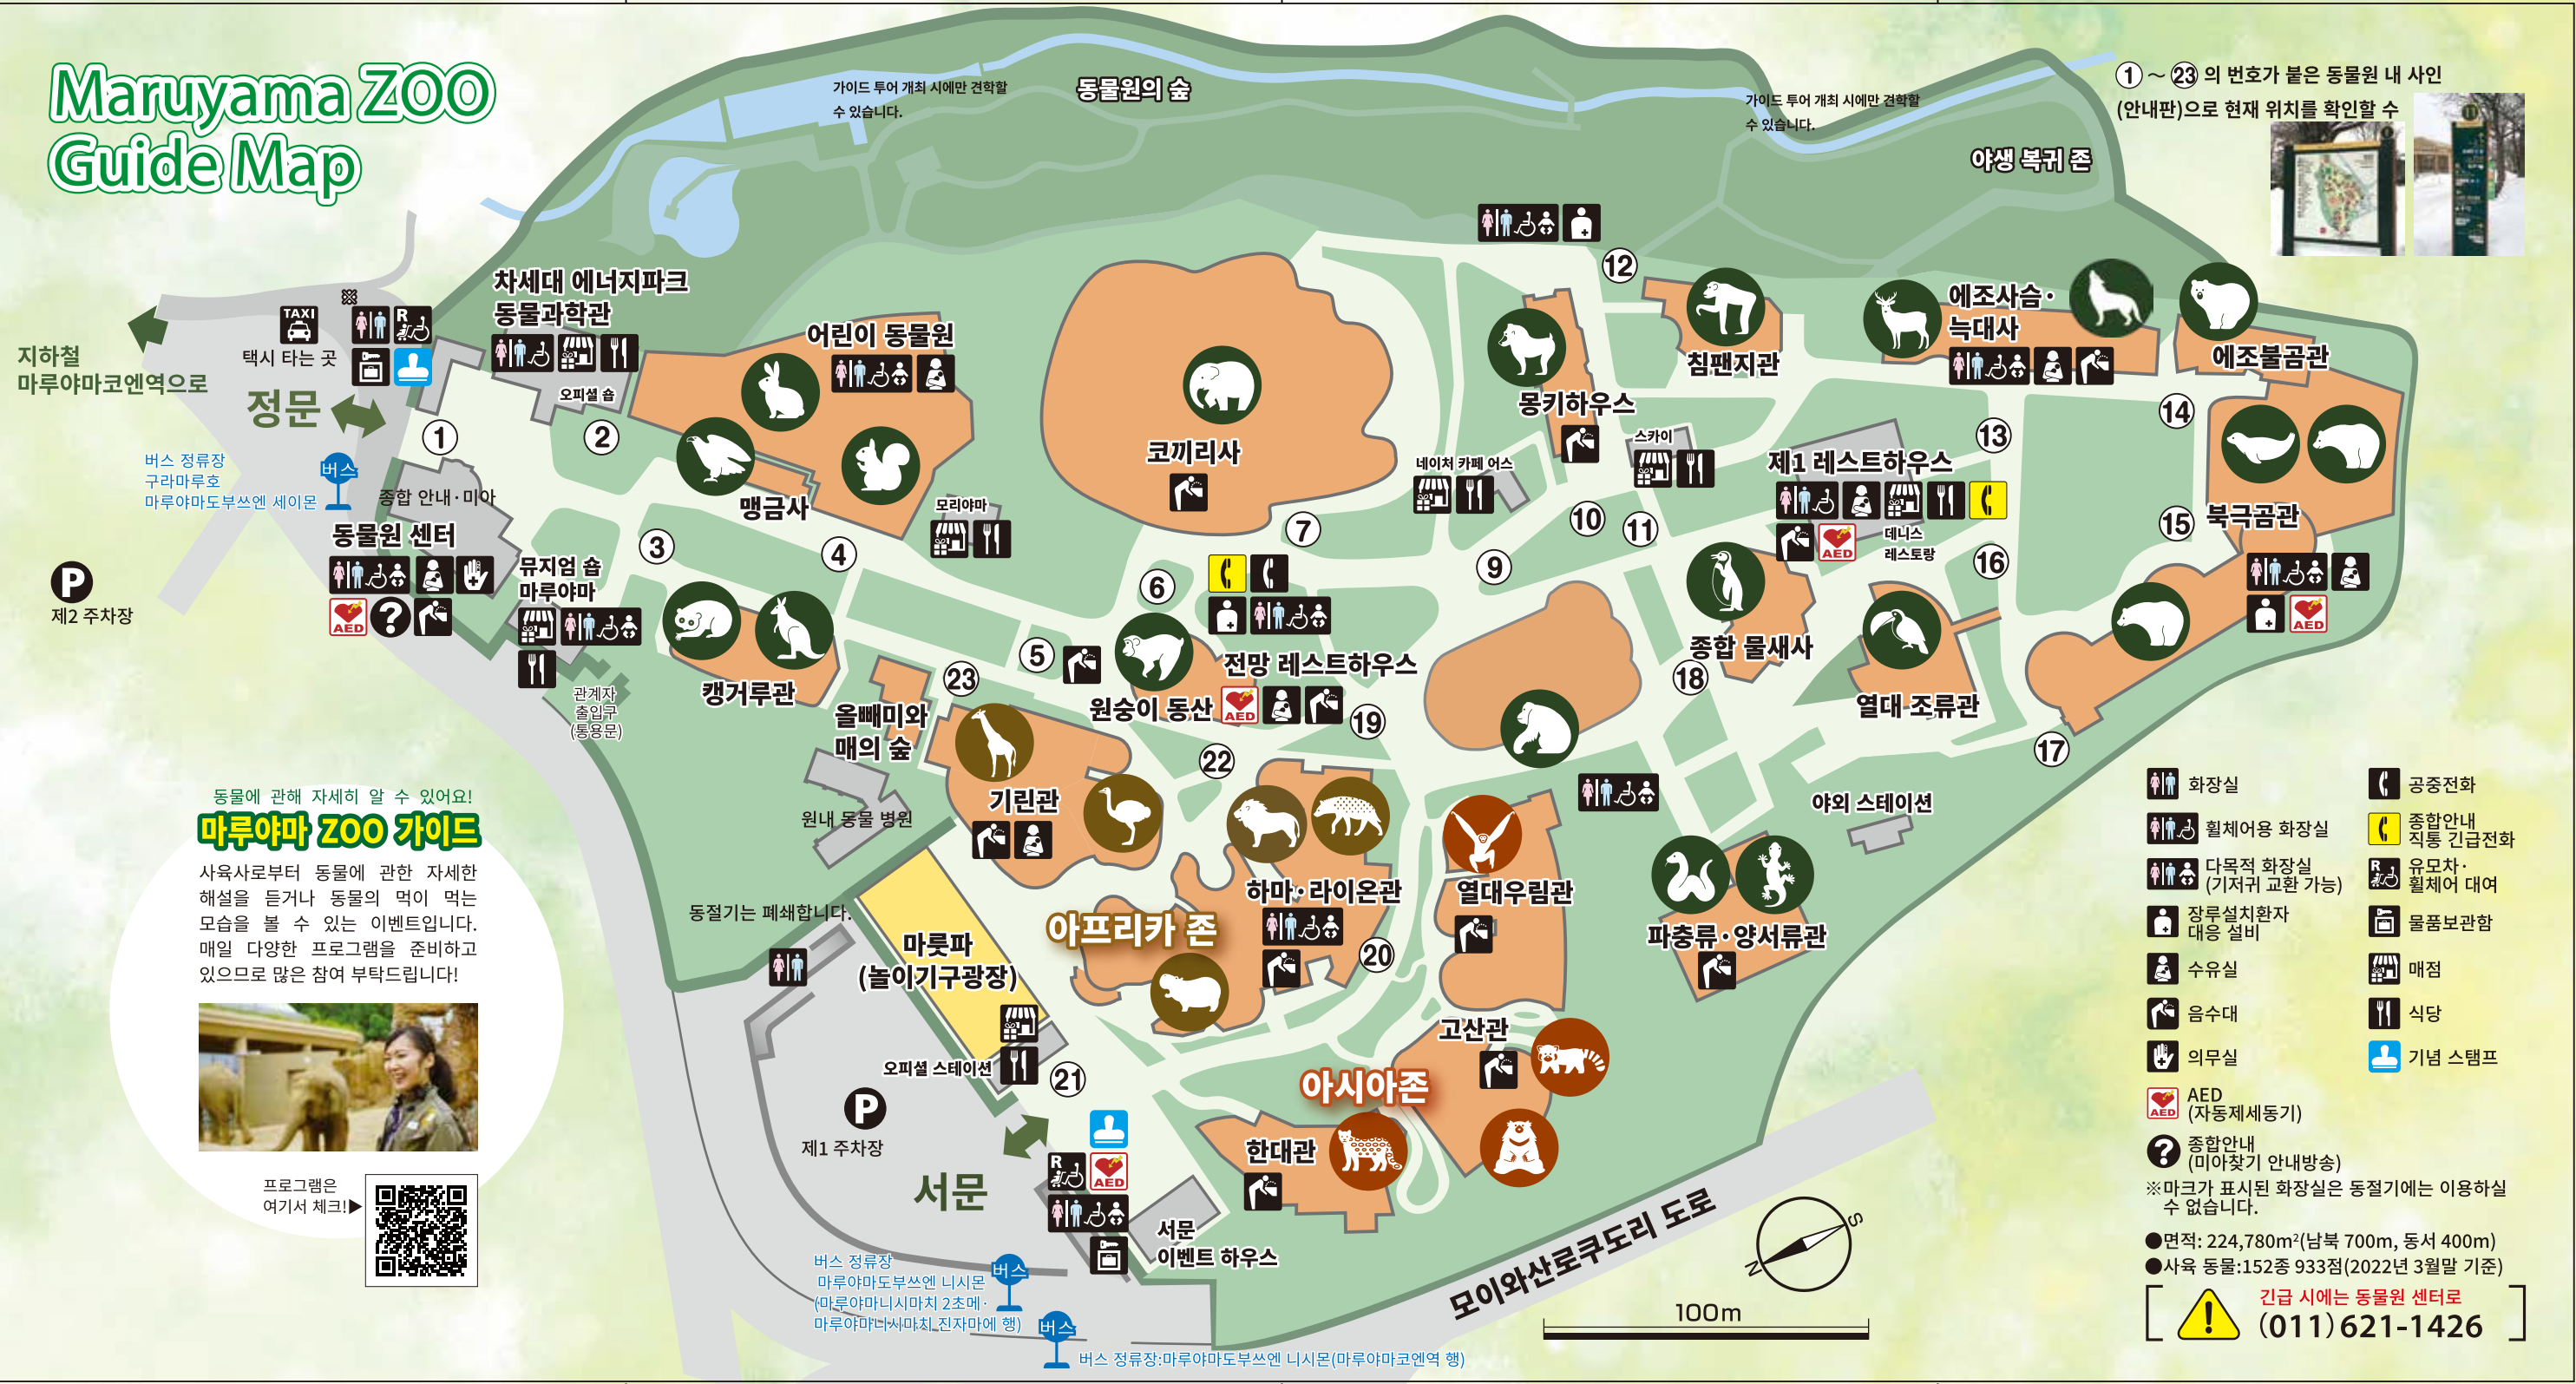 Maruyama ZOO
Guide Map
가이드 투어 개최 시에만 견학할
수 있습니다.
동물원의 숲
가이드 투어 개최 시에만 견학할
수 있습니다.
야생 복귀 존
① ~ ㉓ 의 번호가 붙은 동물원 내 사인
(안내판)으로 현재 위치를 확인할 수
지하철
마루야마코엔역으로
TAXI
택시 타는 곳
R
정문
버스 정류장
구라마루호
마루야마도부쓰엔 세이몬
버스
P
제2 주차장
차세대 에너지파크
동물과학관
오피셜 숍
어린이 동물원
맹금사
모리야마
종합 안내·미아
동물원 센터
AED
?
뮤지엄 숍
마루야마
관계자
출입구
(통용문)
캥거루관
올빼미와
매의 숲
원내 동물 병원
코끼리사
원숭이 동산
전망 레스트하우스
AED
몽키하우스
네이처 카페 어스
스카이
침팬지관
에조사슴·
늑대사
에조불곰관
제1 레스트하우스
AED
데니스
레스토랑
북극곰관
AED
종합 물새사
열대 조류관
야외 스테이션
기린관
아프리카 존
하마·라이온관
열대우림관
파충류·양서류관
고산관
아시아존
한대관
동절기는 폐쇄합니다.
마룻파
(놀이기구광장)
오피셜 스테이션
P
제1 주차장
서문
R
AED
서문
이벤트 하우스
버스 정류장
마루야마도부쓰엔 니시몬
(마루야마니시마치 2초메·
마루야마니시마치 진자마에 행)
버스
버스
버스 정류장:마루야마도부쓰엔 니시몬(마루야마코엔역 행)
모이와산로쿠도리 도로
N
S
100m
1
2
3
4
5
6
7
9
10
11
12
13
14
15
16
17
18
19
20
21
22
23
동물에 관해 자세히 알 수 있어요!
마루야마 ZOO 가이드
사육사로부터 동물에 관한 자세한
해설을 듣거나 동물의 먹이 먹는
모습을 볼 수 있는 이벤트입니다.
매일 다양한 프로그램을 준비하고
있으므로 많은 참여 부탁드립니다!
프로그램은
여기서 체크!▶
화장실
휠체어용 화장실
다목적 화장실
(기저귀 교환 가능)
장루설치환자
대응 설비
수유실
음수대
의무실
AED
AED
(자동제세동기)
?
종합안내
(미아찾기 안내방송)
공중전화
종합안내
직통 긴급전화
R
유모차·
휠체어 대여
물품보관함
매점
식당
기념 스탬프
※마크가 표시된 화장실은 동절기에는 이용하실
수 없습니다.
●면적: 224,780m²(남북 700m, 동서 400m)
●사육 동물:152종 933점(2022년 3월말 기준)
긴급 시에는 동물원 센터로
(011)621-1426